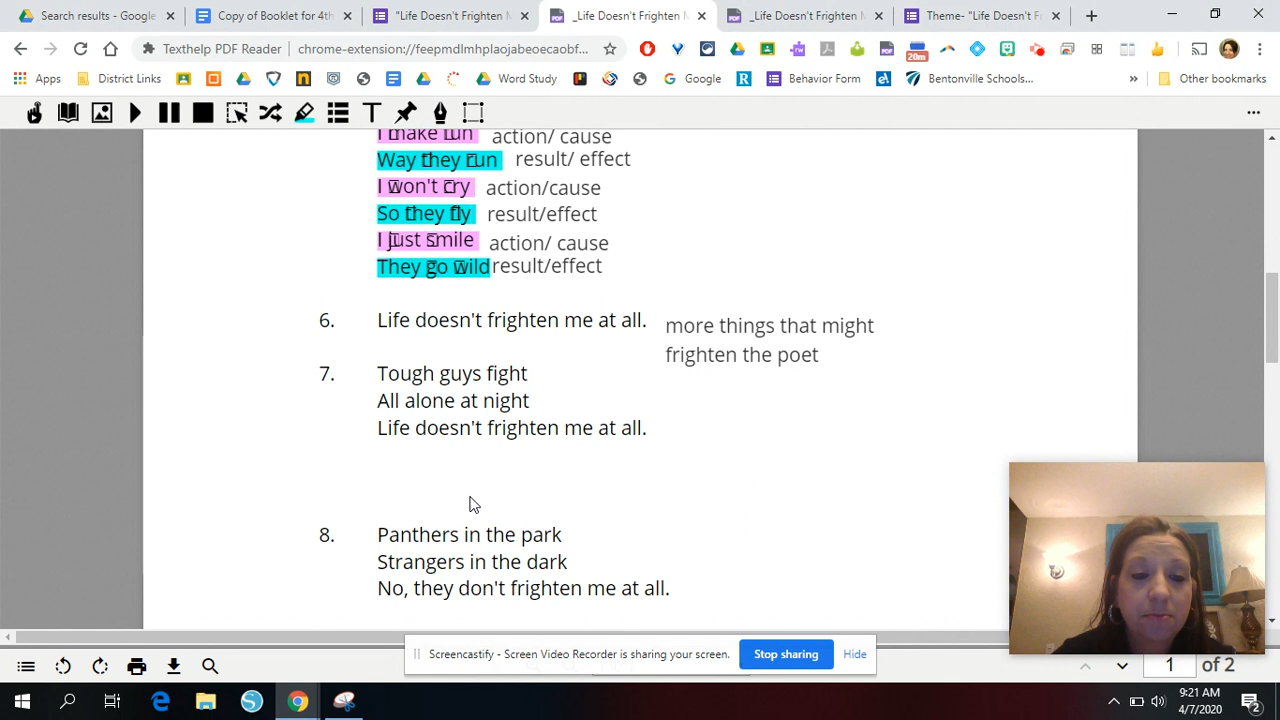 Search results - Google
Copy of Booklet for 4th
"Life Doesn't Frighten M
_Life Doesn't Frighten M
_Life Doesn't Frighten M
Theme- "Life Doesn't F
Texthelp PDF Reader | chrome-extension://feepmdlmhplaojabeoecaobf...
20m
Apps
District Links
Word Study
Google
Behavior Form
Bentonville Schools...
»
Other bookmarks
I make fun action/ cause
Way they run result/ effect
I won't cry action/cause
So they fly result/effect
I just smile action/ cause
They go wild result/effect
6. Life doesn't frighten me at all.
more things that might
frighten the poet
7. Tough guys fight
All alone at night
Life doesn't frighten me at all.
8. Panthers in the park
Strangers in the dark
No, they don't frighten me at all.
Screencastify - Screen Video Recorder is sharing your screen. Stop sharing Hide
1 of 2
9:21 AM
4/7/2020
2